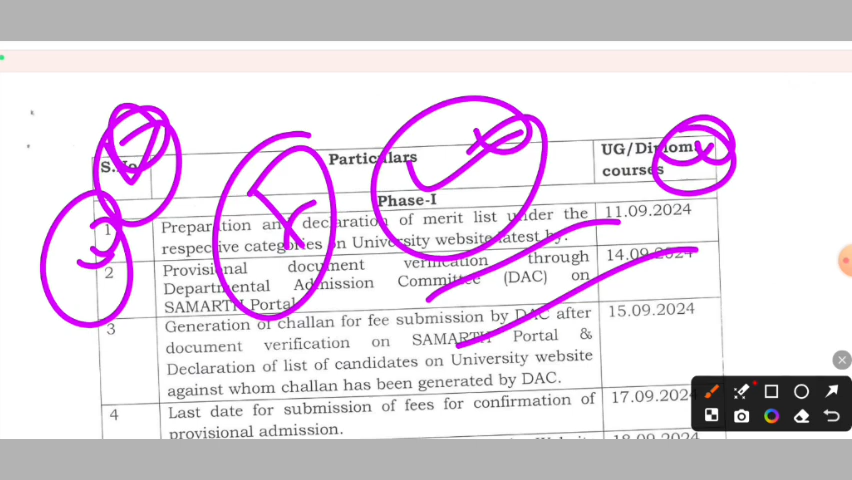 S.No
Particulars
UG/Diploma
courses
Phase-I
1
Preparation and declaration of merit list under the
respective categories on University website latest by.
11.09.2024
2
Provisional document verification through
Departmental Admission Committee (DAC) on
SAMARTH Portal
14.09.2024
3
Generation of challan for fee submission by DAC after
document verification on SAMARTH Portal &
Declaration of list of candidates on University website
against whom challan has been generated by DAC.
15.09.2024
4
Last date for submission of fees for confirmation of
provisional admission.
17.09.2024
18.09.2024